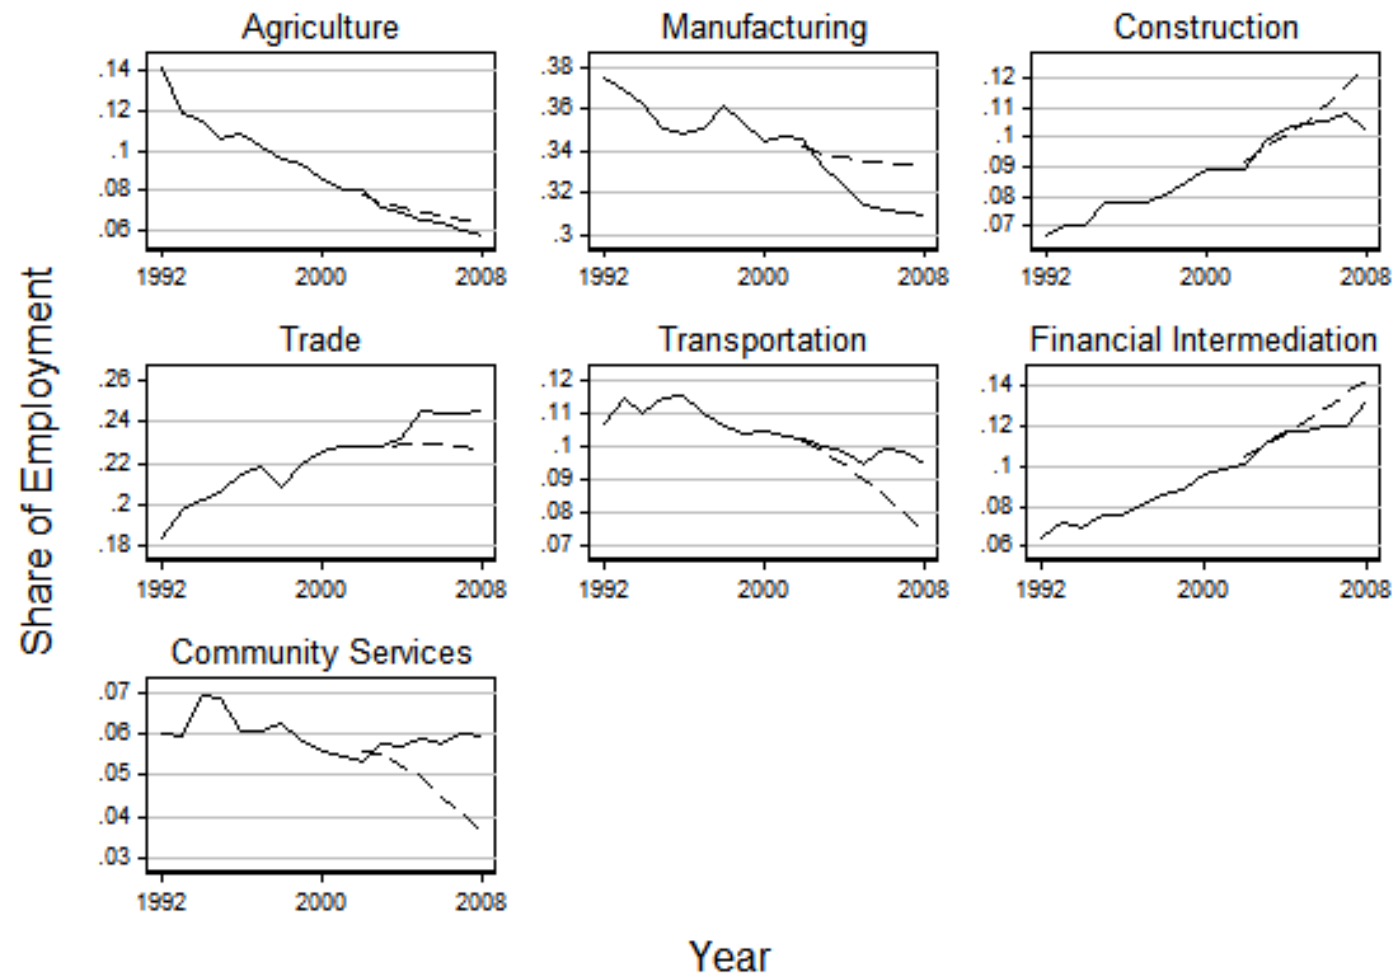 Agriculture
.14
.12
.1
.08
.06
1992 2000 2008
Manufacturing
.38
.36
.34
.32
.3
1992 2000 2008
Construction
.12
.11
.1
.09
.08
.07
1992 2000 2008
Trade
.26
.24
.22
.2
.18
1992 2000 2008
Transportation
.12
.11
.1
.09
.08
.07
1992 2000 2008
Financial Intermediation
.14
.12
.1
.08
.06
1992 2000 2008
Community Services
.07
.06
.05
.04
.03
1992 2000 2008
Share of Employment
Year